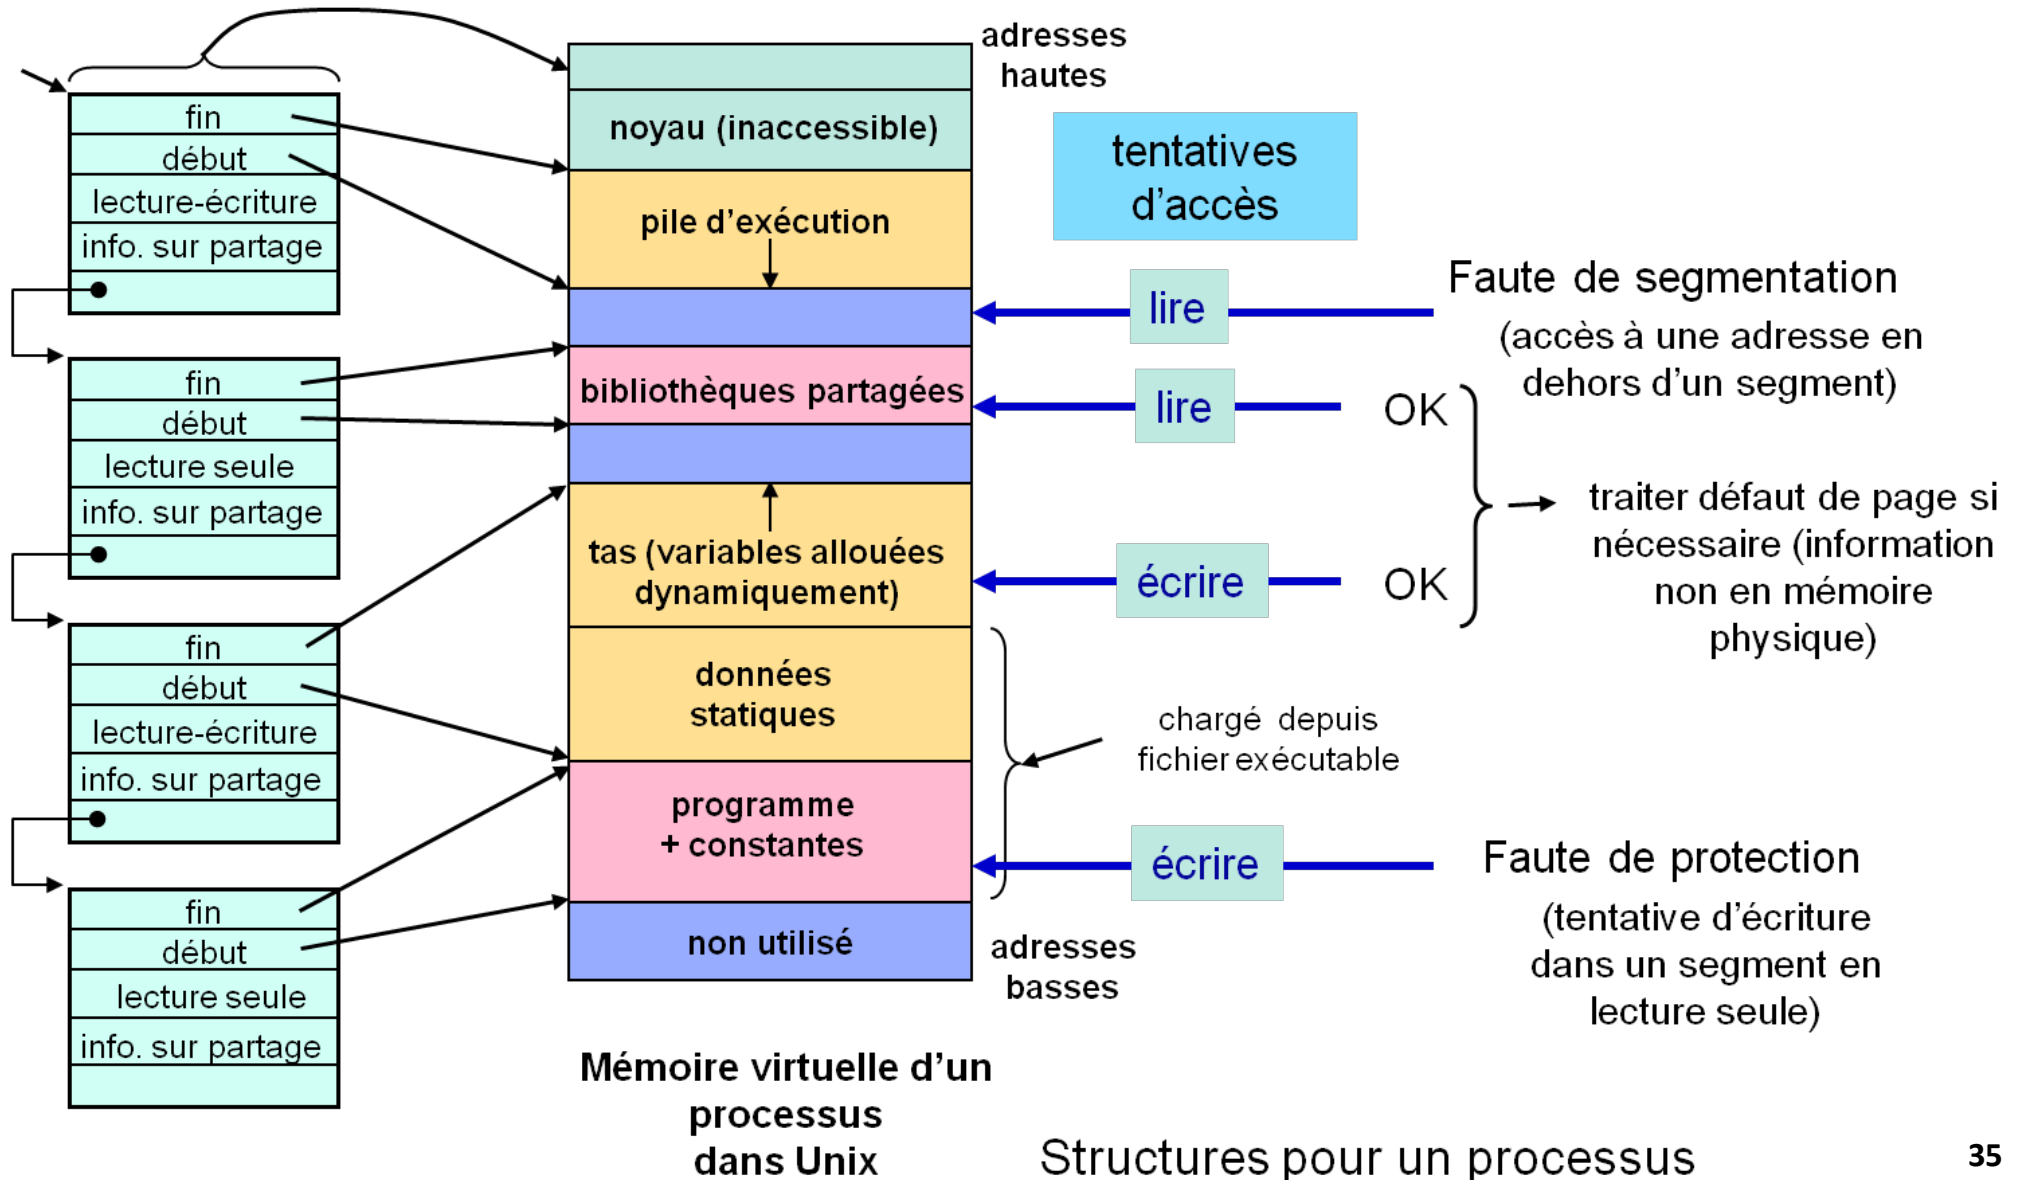 fin
début
lecture-écriture
info. sur partage
fin
début
lecture seule
info. sur partage
fin
début
lecture-écriture
info. sur partage
fin
début
lecture seule
info. sur partage
adresses
hautes
noyau (inaccessible)
pile d'exécution
bibliothèques partagées
tas (variables allouées
dynamiquement)
données
statiques
programme
+ constantes
non utilisé
adresses
basses
Mémoire virtuelle d'un
processus
dans Unix
tentatives
d'accès
lire
Faute de segmentation
(accès à une adresse en
dehors d'un segment)
lire
OK
écrire
OK
traiter défaut de page si
nécessaire (information
non en mémoire
physique)
chargé depuis
fichier exécutable
écrire
Faute de protection
(tentative d'écriture
dans un segment en
lecture seule)
Structures pour un processus
35